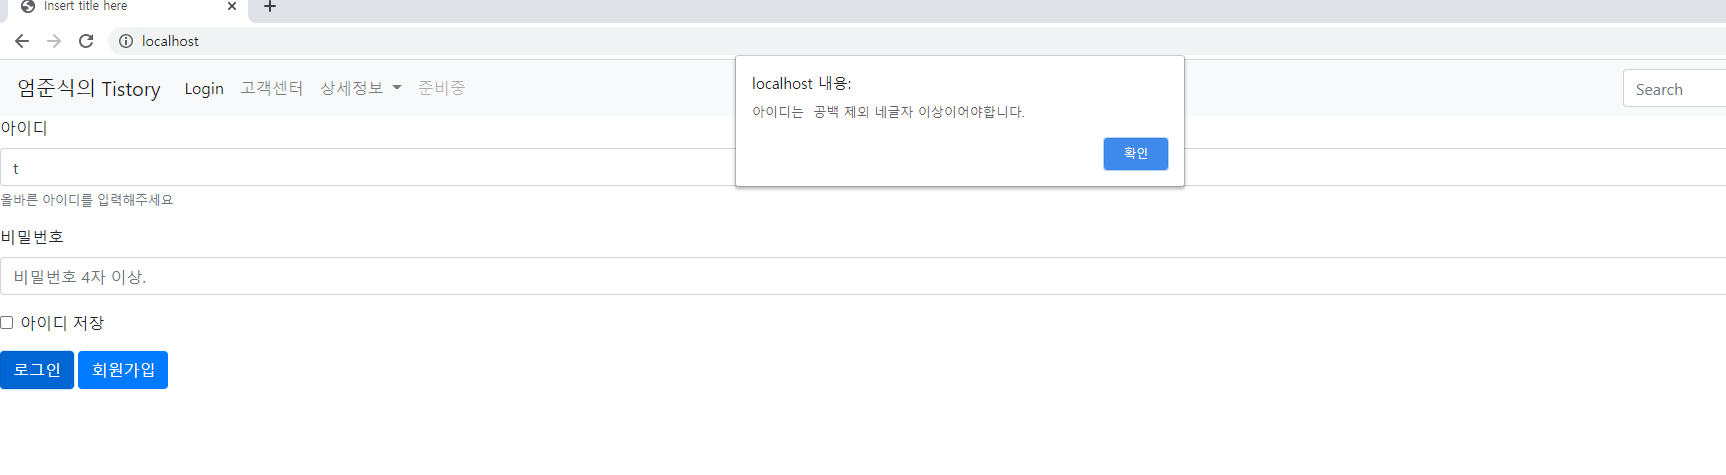 Insert title here
localhost
엄준식의 Tistory Login 고객센터 상세정보 준비중 Search
localhost 내용:
아이디는  공백 제외 네글자 이상이어야합니다.
확인
아이디
t
올바른 아이디를 입력해주세요
비밀번호
비밀번호 4자 이상.
아이디 저장
로그인 회원가입